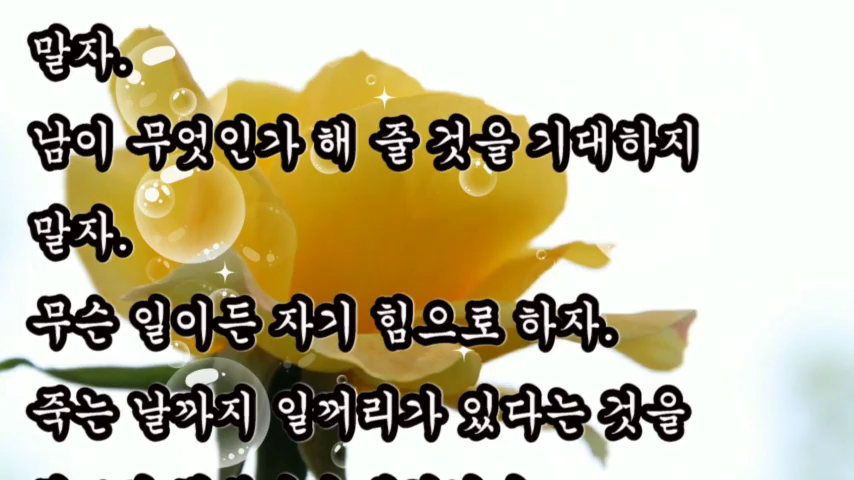 말자.
남이 무엇인가 해 줄 것을 기대하지
말자.
무슨 일이든 자기 힘으로 하자.
죽는 날까지 일꺼리가 있다는 것을